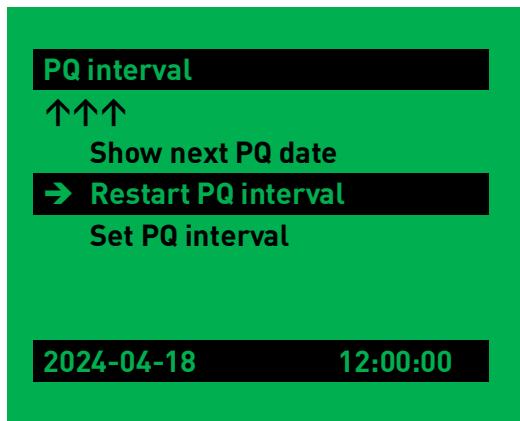 PQ interval
↑↑↑
Show next PQ date
→ Restart PQ interval
Set PQ interval
2024-04-18 12:00:00